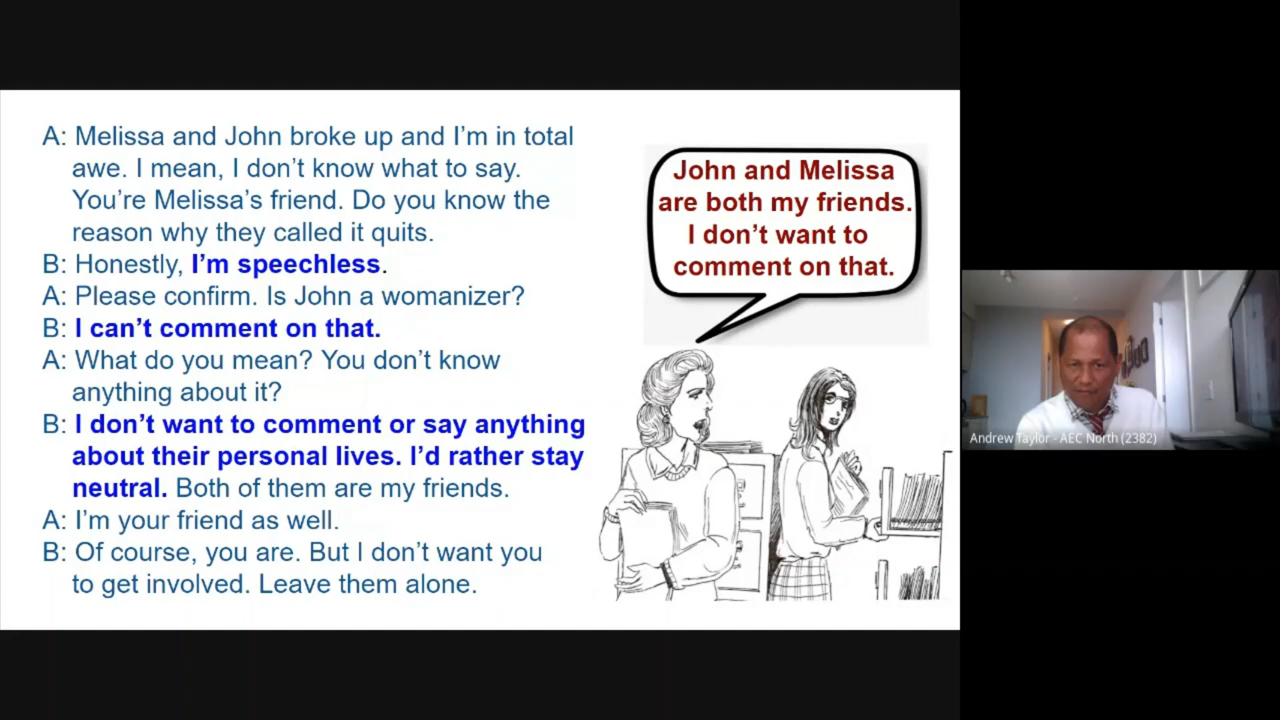 A: Melissa and John broke up and I'm in total
awe. I mean, I don't know what to say.
You're Melissa's friend. Do you know the
reason why they called it quits.
B: Honestly, I'm speechless.
A: Please confirm. Is John a womanizer?
B: I can't comment on that.
A: What do you mean? You don't know
anything about it?
B: I don't want to comment or say anything
about their personal lives. I'd rather stay
neutral. Both of them are my friends.
A: I'm your friend as well.
B: Of course, you are. But I don't want you
to get involved. Leave them alone.
John and Melissa
are both my friends.
I don't want to
comment on that.
Andrew Taylor - AEC North (2382)